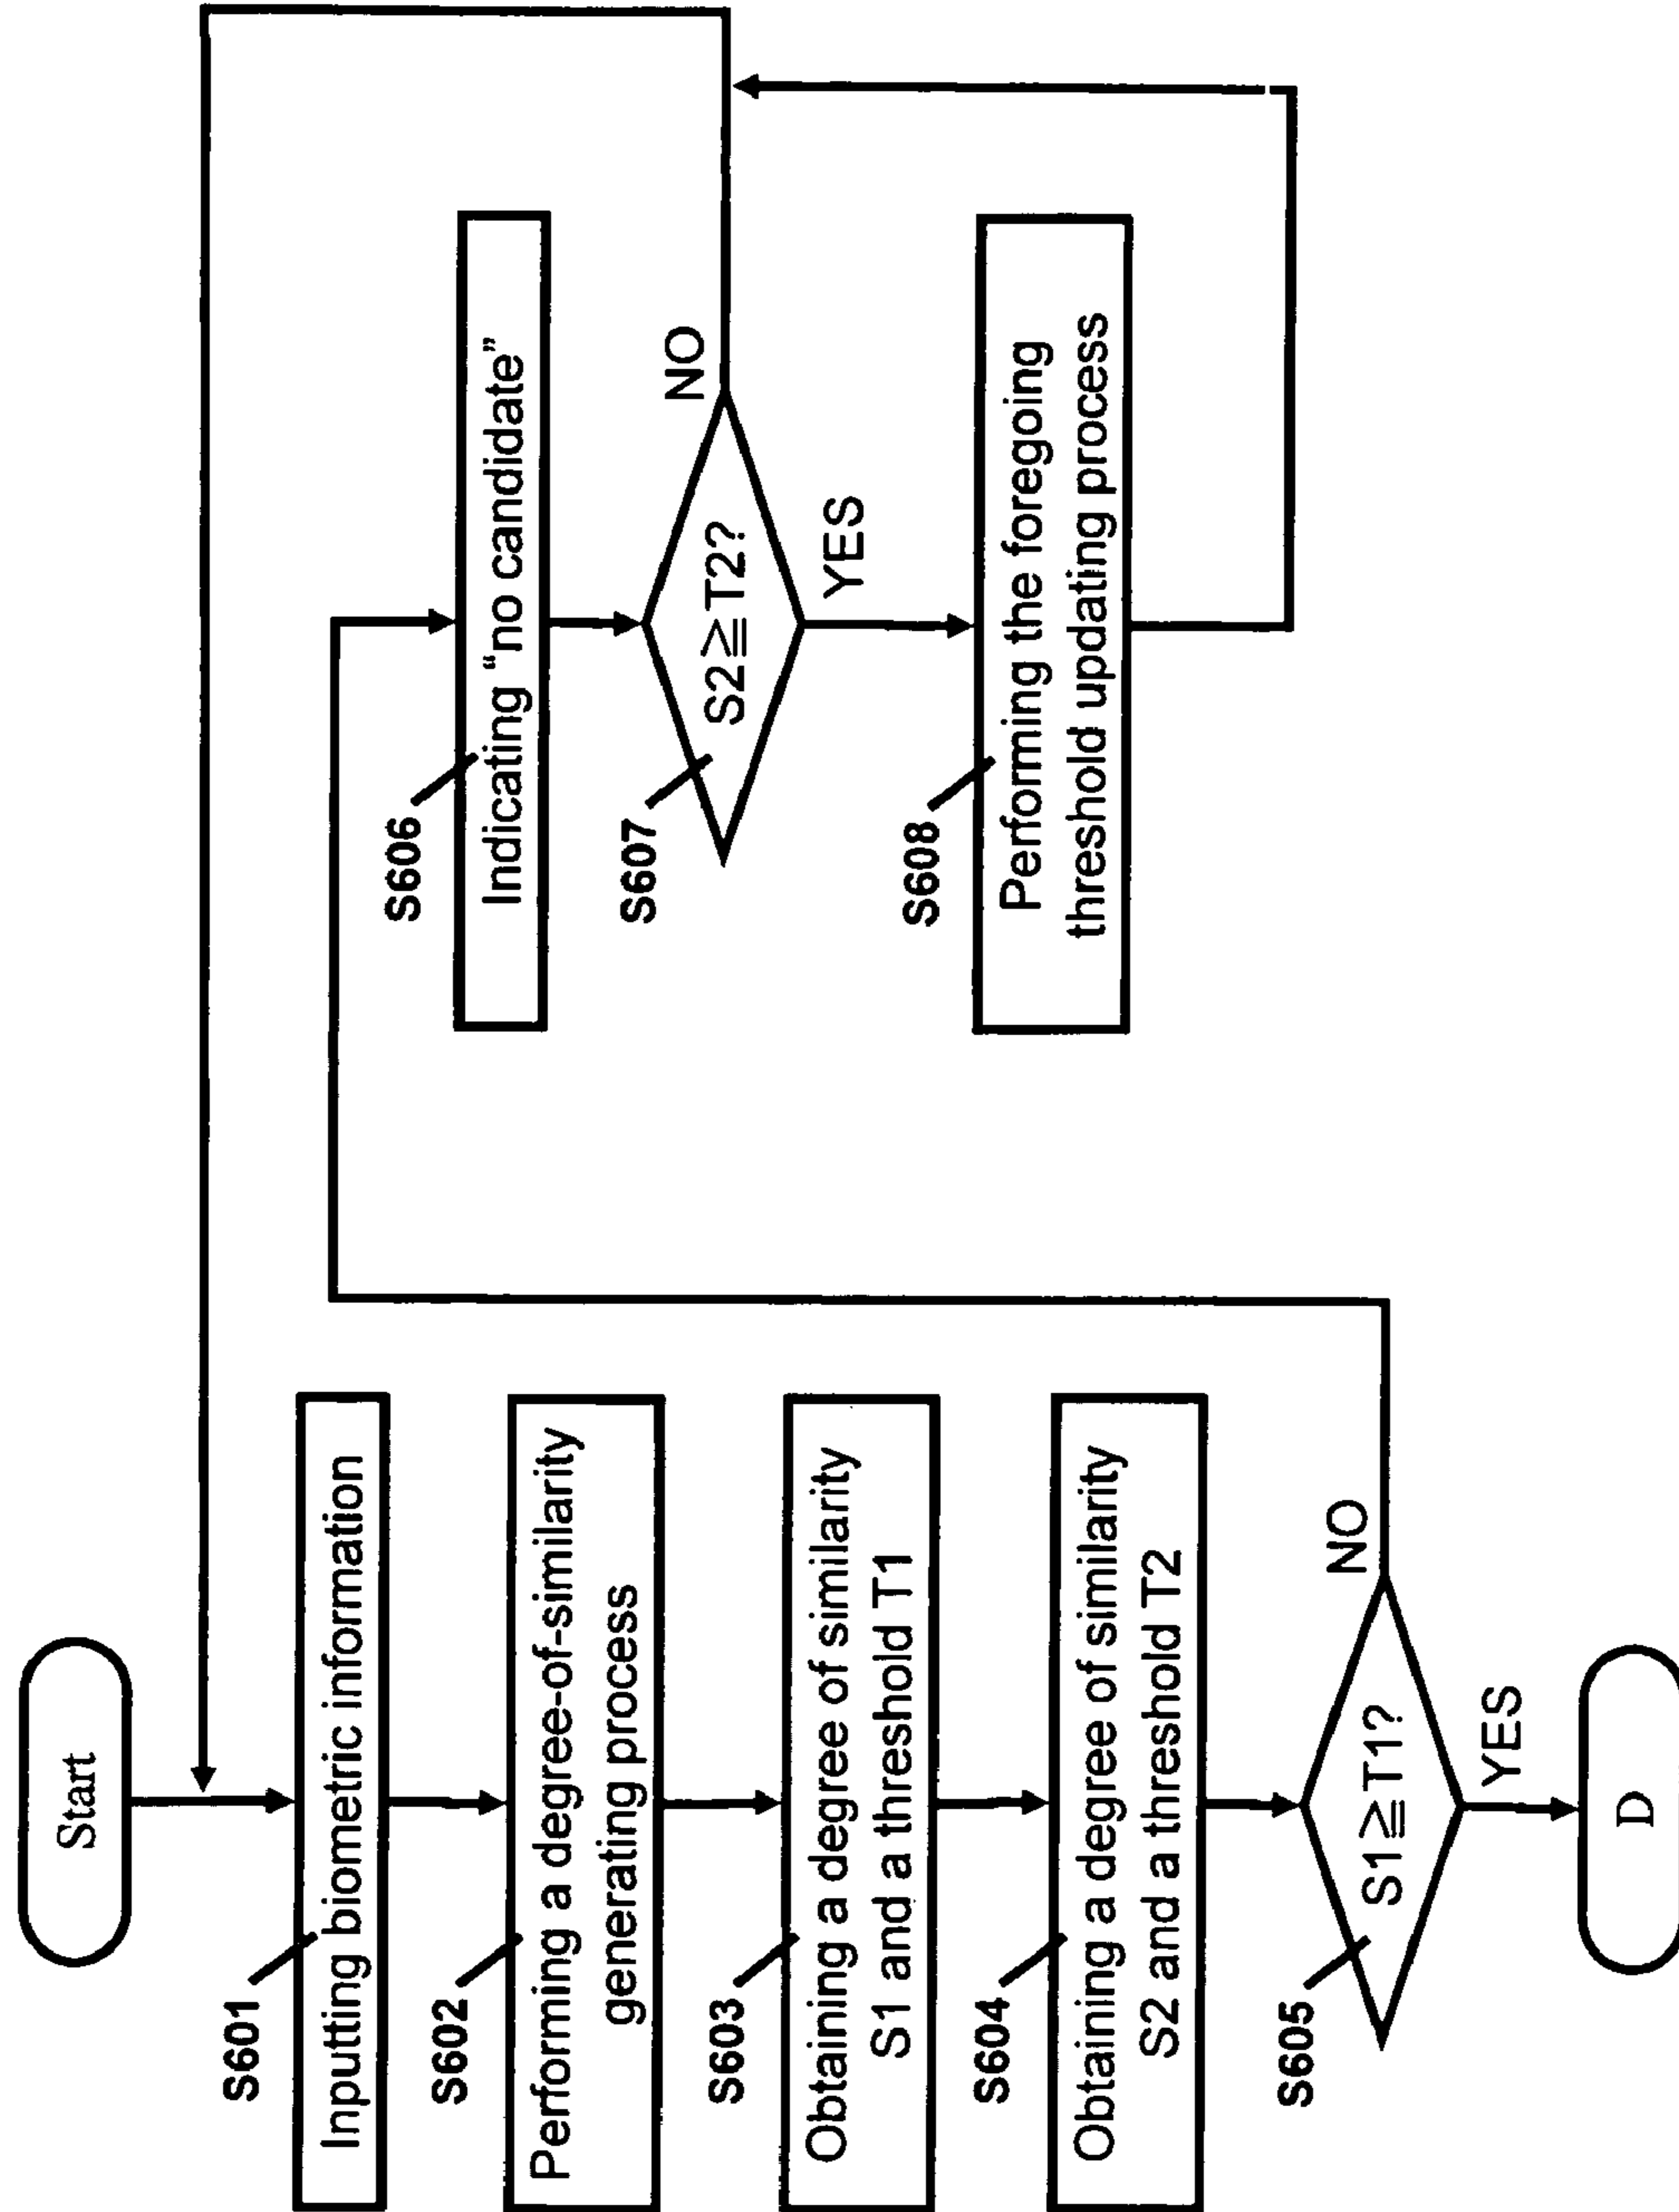 Start
S601
Inputting biometric information
S602
Performing a degree-of-similarity
generating process
S603
Obtaining a degree of similarity
S1 and a threshold T1
S604
Obtaining a degree of similarity
S2 and a threshold T2
S605
S1≧T1?
NO
YES
D
S606
Indicating “no candidate”
S607
S2≧T2?
NO
YES
S608
Performing the foregoing
threshold updating process